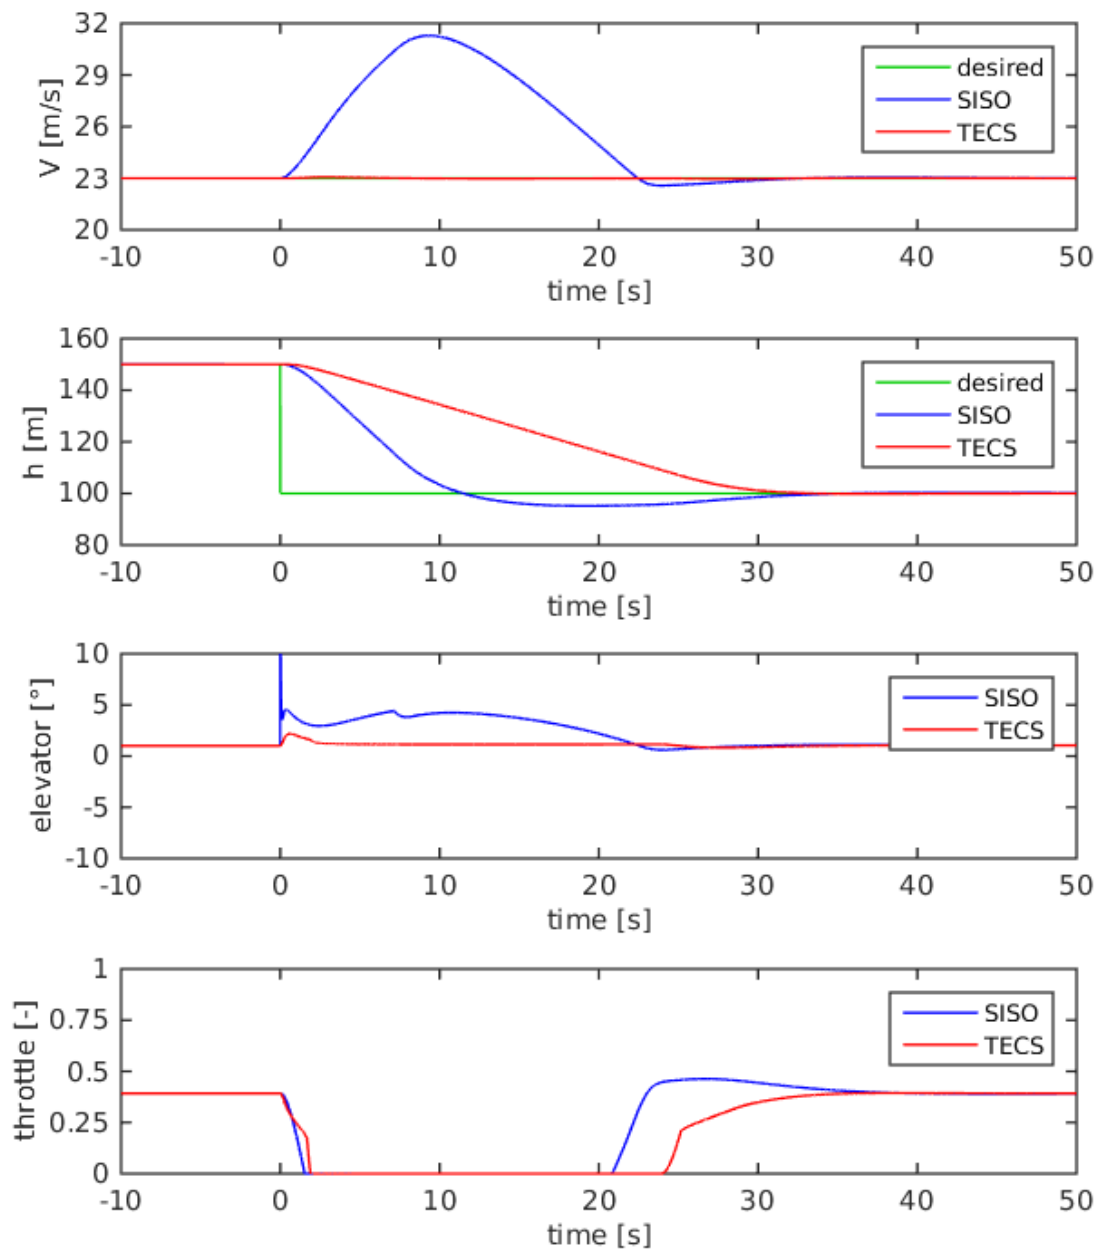 V [m/s]
32
29
26
23
20
desired
SISO
TECS
-10 0 10 20 30 40 50
time [s]
h [m]
160
140
120
100
80
desired
SISO
TECS
-10 0 10 20 30 40 50
time [s]
elevator [°]
10
5
0
-5
-10
SISO
TECS
-10 0 10 20 30 40 50
time [s]
throttle [-]
1
0.75
0.5
0.25
0
SISO
TECS
-10 0 10 20 30 40 50
time [s]